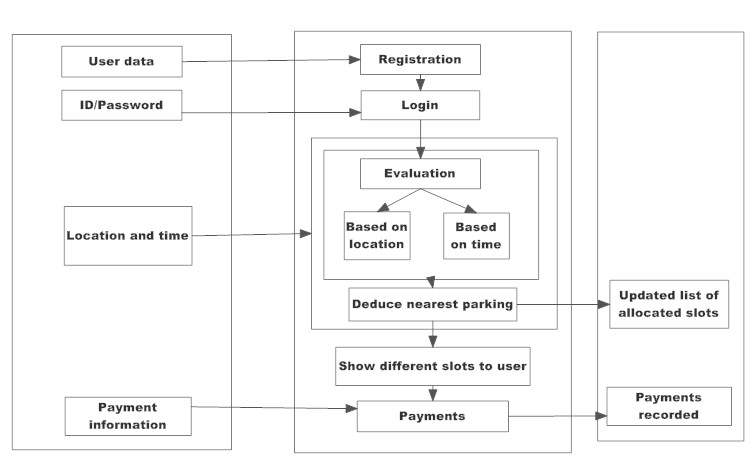 User data
Registration
ID/Password
Login
Evaluation
Location and time
Based on
location
Based
on time
Deduce nearest parking
Updated list of
allocated slots
Show different slots to user
Payment
information
Payments
Payments
recorded